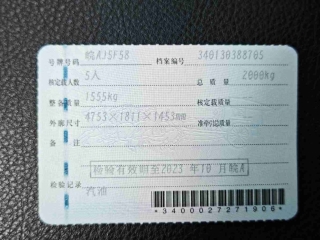 号牌号码 皖AJ5F58 档案编号 340130388705
核定载人数 5人 总质量 2000kg
整备质量 1555kg 核定载质量
外廓尺寸 4753×1811×1453mm 准牵引总质量
备注
检验有效期至2023年10月皖A
检验记录 汽油
*3400027271906*